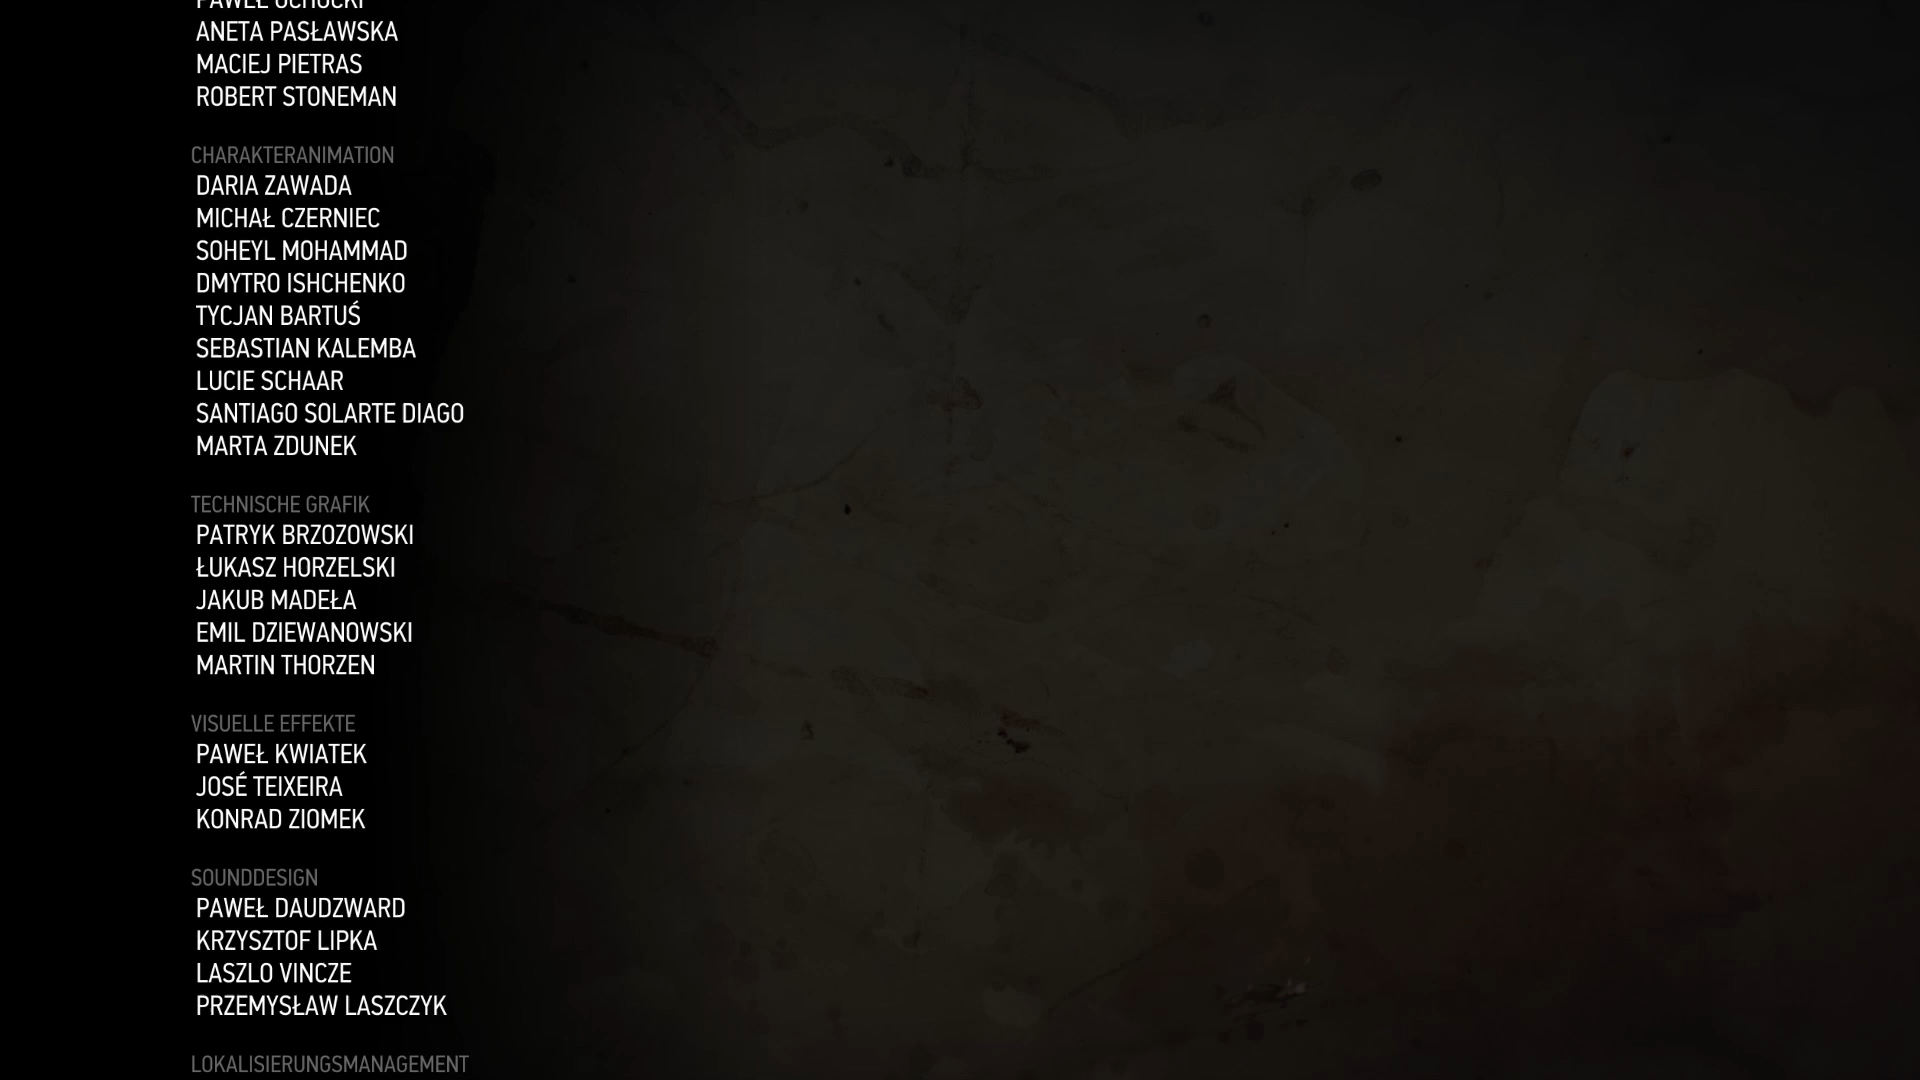 PAWEŁ OCHOCKI
ANETA PASŁAWSKA
MACIEJ PIETRAS
ROBERT STONEMAN
CHARAKTERANIMATION
DARIA ZAWADA
MICHAŁ CZERNIEC
SOHEYL MOHAMMAD
DMYTRO ISHCHENKO
TYCJAN BARTUŚ
SEBASTIAN KALEMBA
LUCIE SCHAAR
SANTIAGO SOLARTE DIAGO
MARTA ZDUNEK
TECHNISCHE GRAFIK
PATRYK BRZOZOWSKI
ŁUKASZ HORZELSKI
JAKUB MADEŁA
EMIL DZIEWANOWSKI
MARTIN THORZEN
VISUELLE EFFEKTE
PAWEŁ KWIATEK
JOSÉ TEIXEIRA
KONRAD ZIOMEK
SOUNDDESIGN
PAWEŁ DAUDZWARD
KRZYSZTOF LIPKA
LASZLO VINCZE
PRZEMYSŁAW LASZCZYK
LOKALISIERUNGSMANAGEMENT